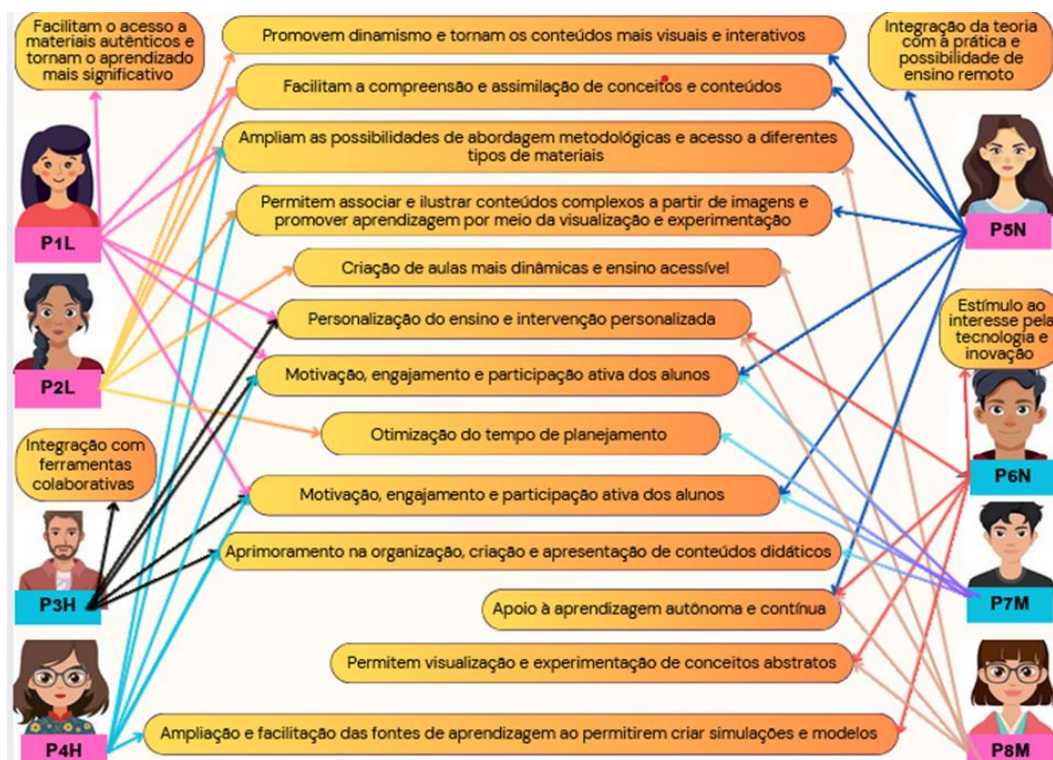 Facilitam o acesso a
materiais autênticos e
tornam o aprendizado
mais significativo
Promovem dinamismo e tornam os conteúdos mais visuais e interativos
Integração da teoria
com à prática e
possibilidade de
ensino remoto
Facilitam a compreensão e assimilação de conceitos e conteúdos
Ampliam as possibilidades de abordagem metodológicas e acesso a diferentes
tipos de materiais
Permitem associar e ilustrar conteúdos complexos a partir de imagens e
promover aprendizagem por meio da visualização e experimentação
P1L
P5N
Criação de aulas mais dinâmicas e ensino acessível
Personalização do ensino e intervenção personalizada
Estímulo ao
interesse pela
tecnologia e
inovação
Motivação, engajamento e participação ativa dos alunos
P2L
Otimização do tempo de planejamento
Integração com
ferramentas
colaborativas
P6N
Motivação, engajamento e participação ativa dos alunos
Aprimoramento na organização, criação e apresentação de conteúdos didáticos
P3H
P7M
Apoio à aprendizagem autônoma e contínua
Permitem visualização e experimentação de conceitos abstratos
Ampliação e facilitação das fontes de aprendizagem ao permitirem criar simulações e modelos
P4H
P8M